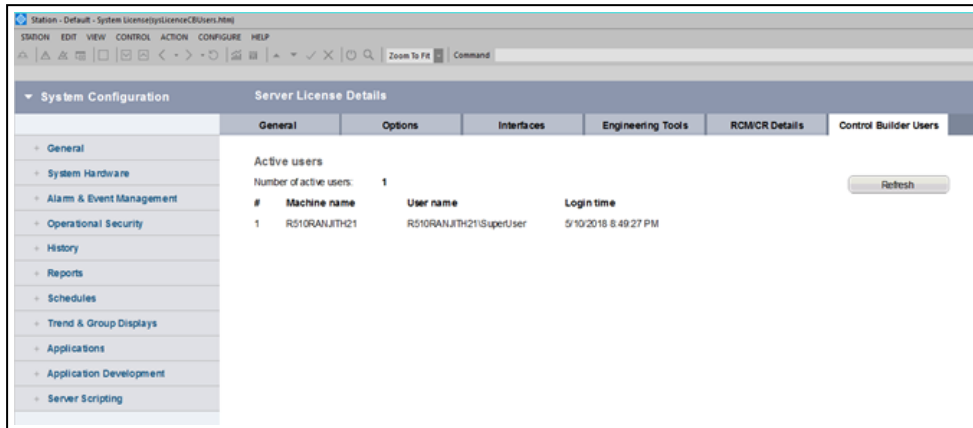 Station - Default - System License(sysLicenceCBUsers.htm)
STATION EDIT VIEW CONTROL ACTION CONFIGURE HELP
Zoom To Fit Command
System Configuration Server License Details
General Options Interfaces Engineering Tools RCM/CR Details Control Builder Users
General
System Hardware
Alarm & Event Management
Operational Security
History
Reports
Schedules
Trend & Group Displays
Applications
Application Development
Server Scripting
Active users
Number of active users: 1
Refresh
# Machine name User name Login time
1 R510RANJITH21 R510RANJITH21\SuperUser 5/10/2018 8:49:27 PM